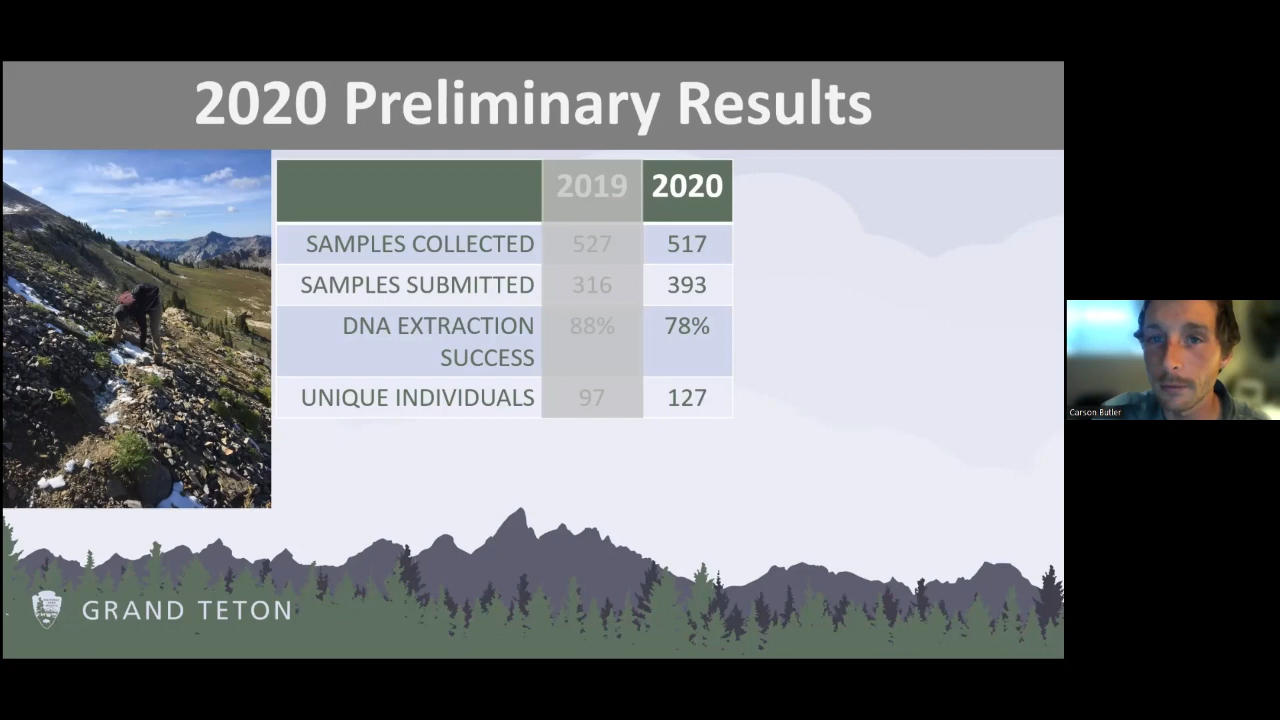 2020 Preliminary Results
2019 2020
SAMPLES COLLECTED 527 517
SAMPLES SUBMITTED 316 393
DNA EXTRACTION 88% 78%
SUCCESS
UNIQUE INDIVIDUALS 97 127
GRAND TETON
Carson Butler